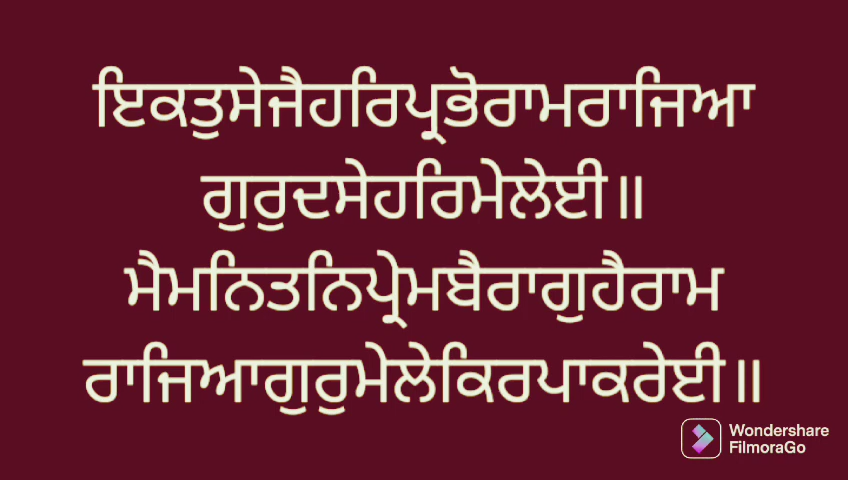 ਇਕਤੁਸੇਜੈਹਰਿਪ੍ਰਭੋਰਾਮਰਾਜਿਆ
ਗੁਰੁਦਸੇਹਰਿਮੇਲੇਈ॥
ਮੈਮਨਿਤਨਿਪ੍ਰੇਮਬੈਰਾਗੁਹੈਰਾਮ
ਰਾਜਿਆਗੁਰੁਮੇਲੇਕਿਰਪਾਕਰੇਈ॥
Wondershare
FilmoraGo